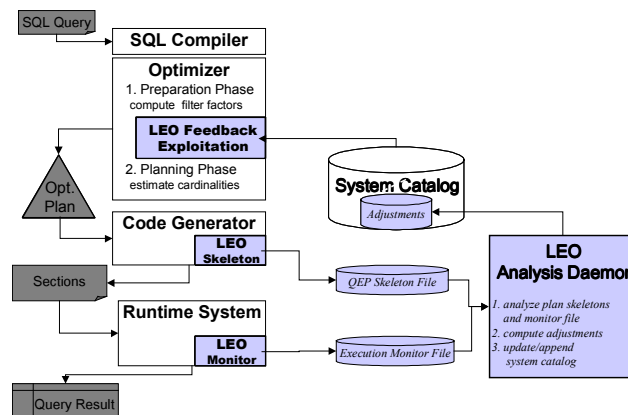 SQL Query
SQL Compiler
Optimizer
1. Preparation Phase
compute filter factors
LEO Feedback
Exploitation
2. Planning Phase
estimate cardinalities
Opt.
Plan
System Catalog
Adjustments
Code Generator
LEO
Skeleton
Sections
QEP Skeleton File
LEO
Analysis Daemon
1. analyze plan skeletons
and monitor file
2. compute adjustments
3. update/append
system catalog
Runtime System
LEO
Monitor
Execution Monitor File
Query Result